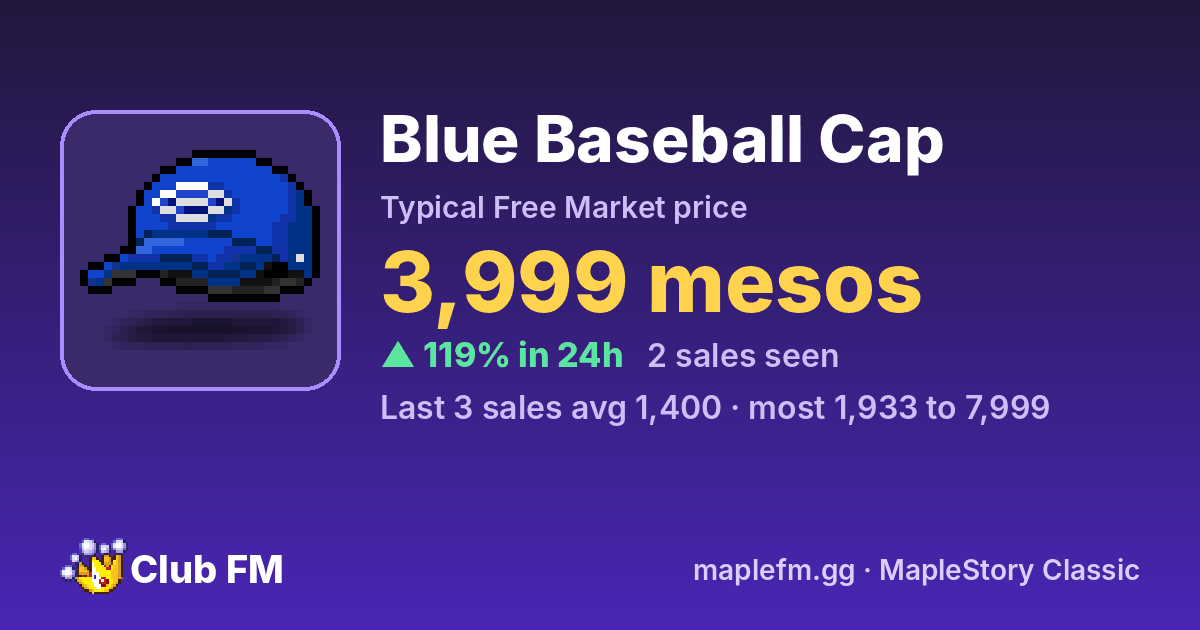 Blue Baseball Cap
Typical Free Market price
3,999 mesos
▲ 119% in 24h 2 sales seen
Last 3 sales avg 1,400 · most 1,933 to 7,999
Club FM
maplefm.gg · MapleStory Classic